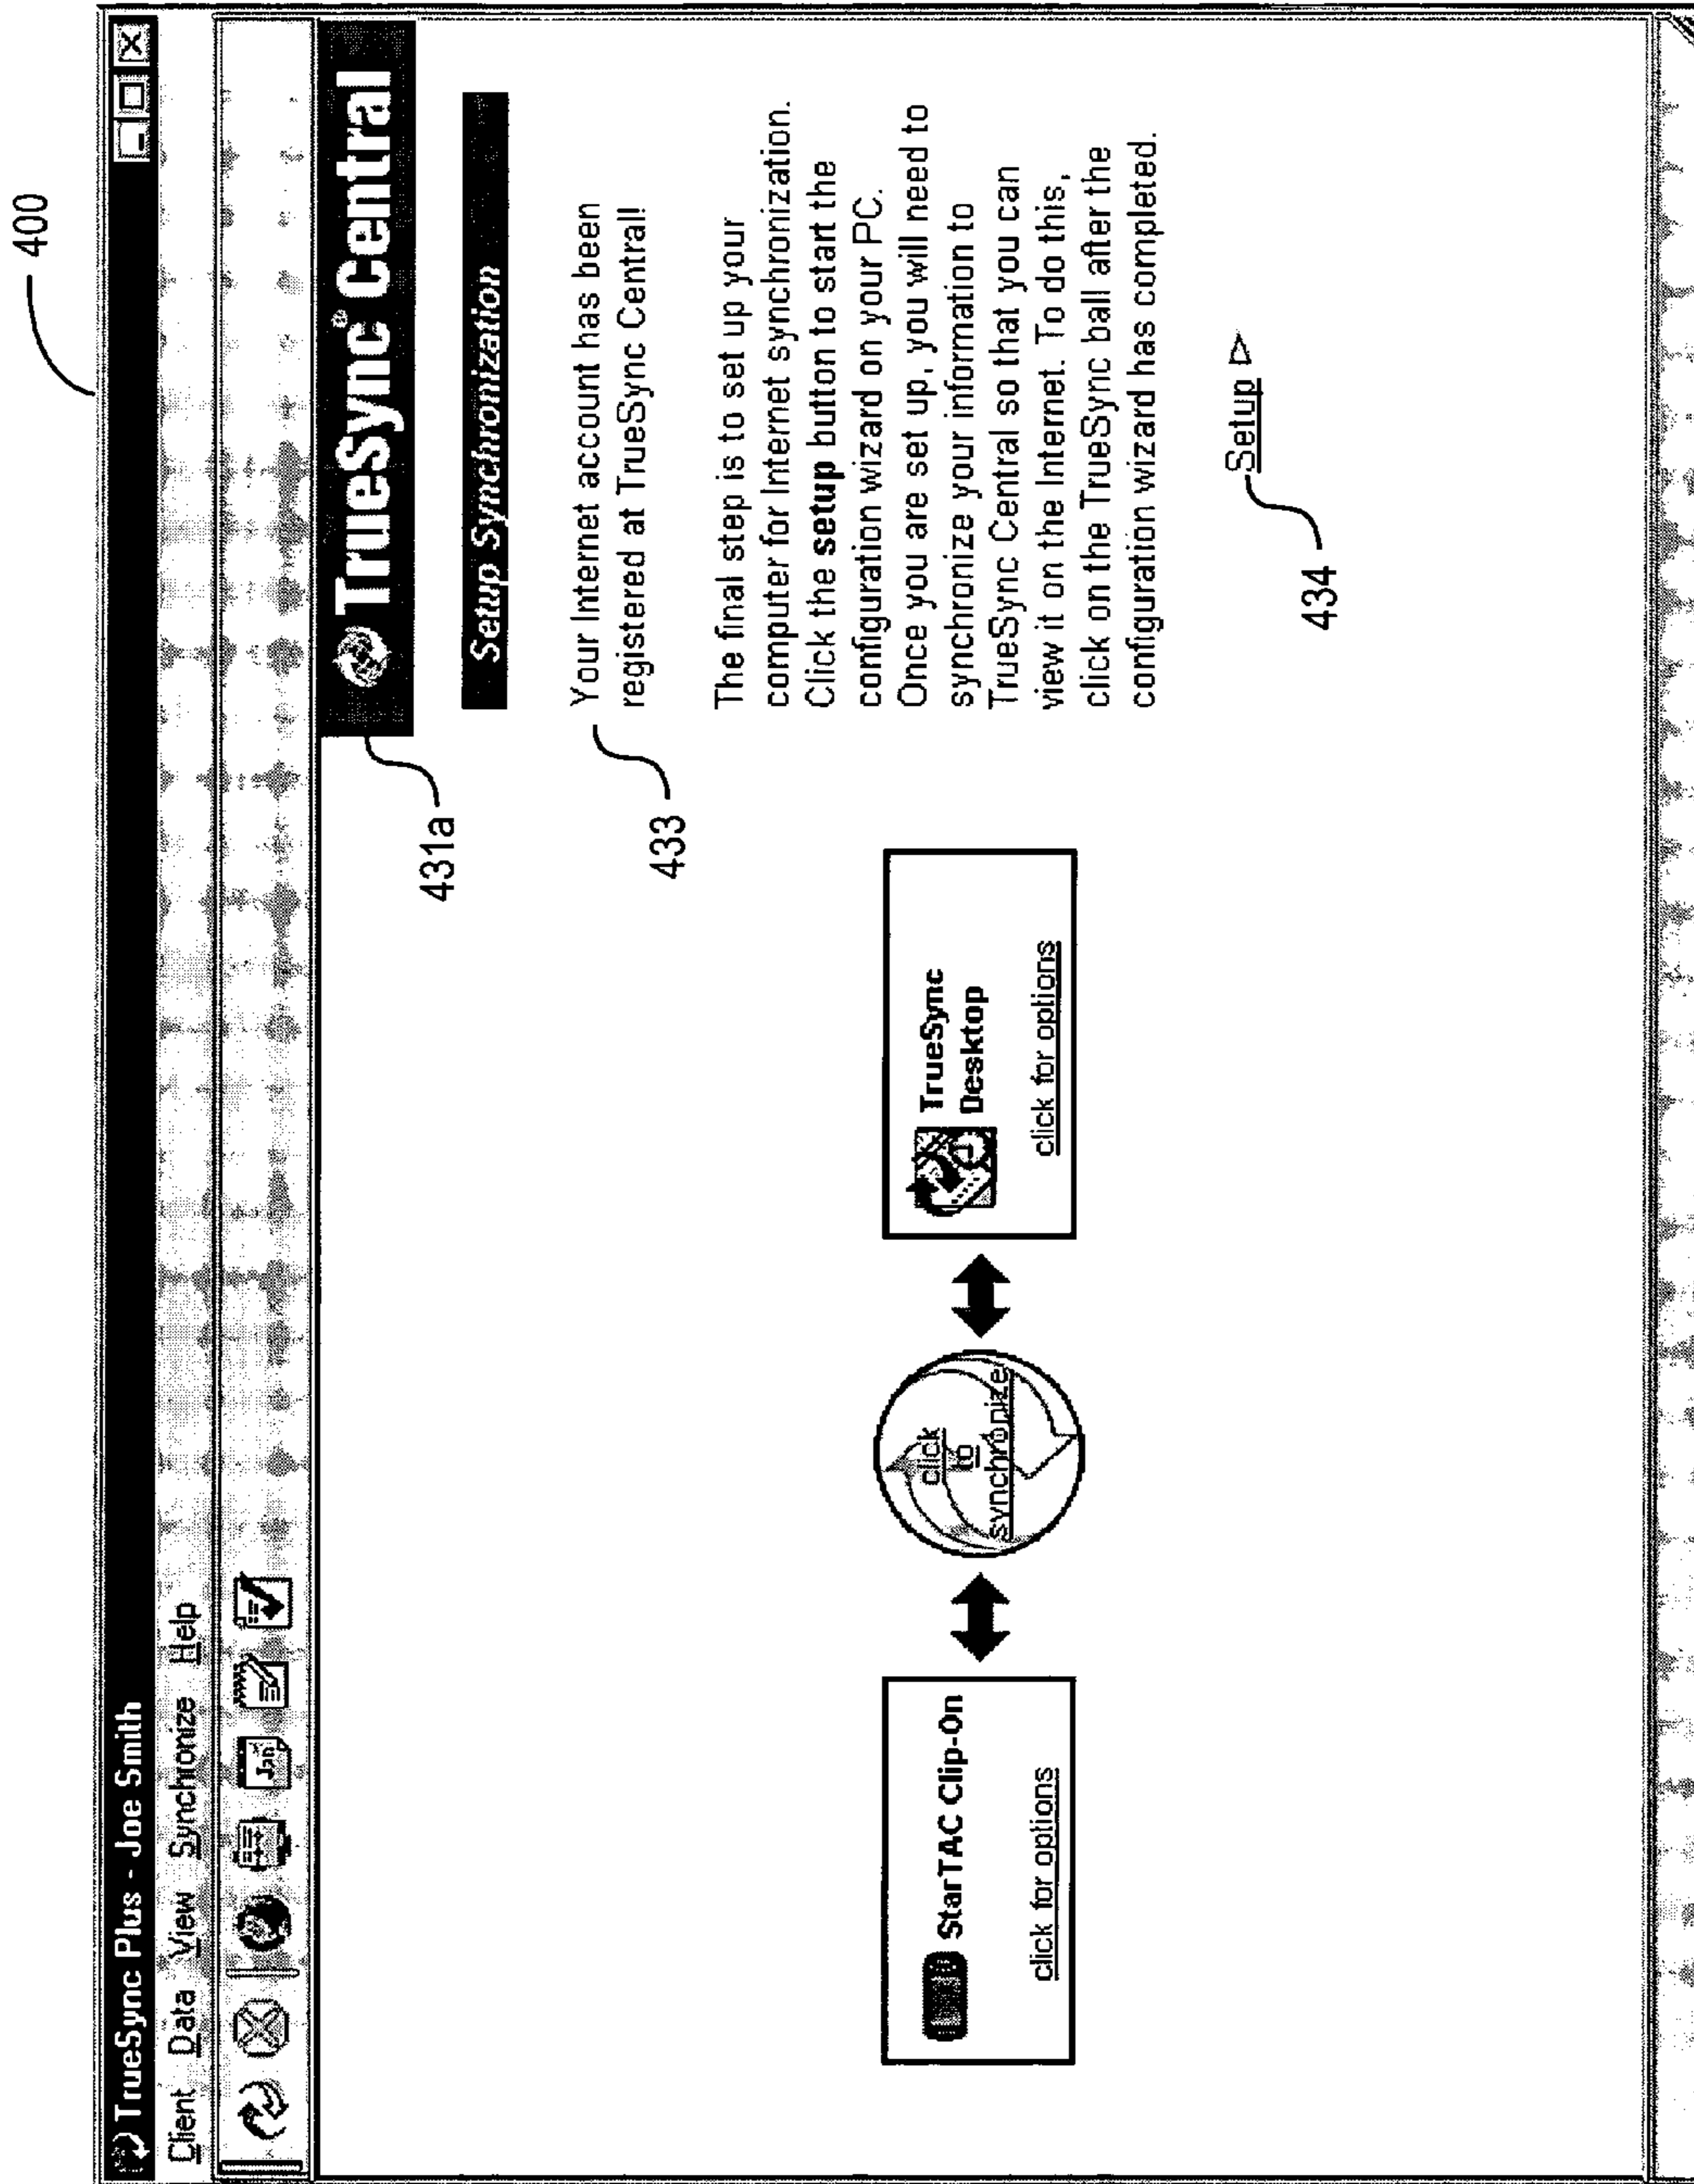 400
TrueSync Plus - Joe Smith
Client Data View Synchronize Help
Jan
TrueSync® Central
431a
Setup Synchronization
433
Your Internet account has been
registered at TrueSync Central!
The final step is to set up your
computer for Internet synchronization.
Click the setup button to start the
configuration wizard on your PC.
Once you are set up, you will need to
synchronize your information to
TrueSync Central so that you can
view it on the Internet. To do this,
click on the TrueSync ball after the
configuration wizard has completed.
Setup
434
StarTAC Clip-On
click for options
click
to
synchronize
TrueSync
Desktop
click for options